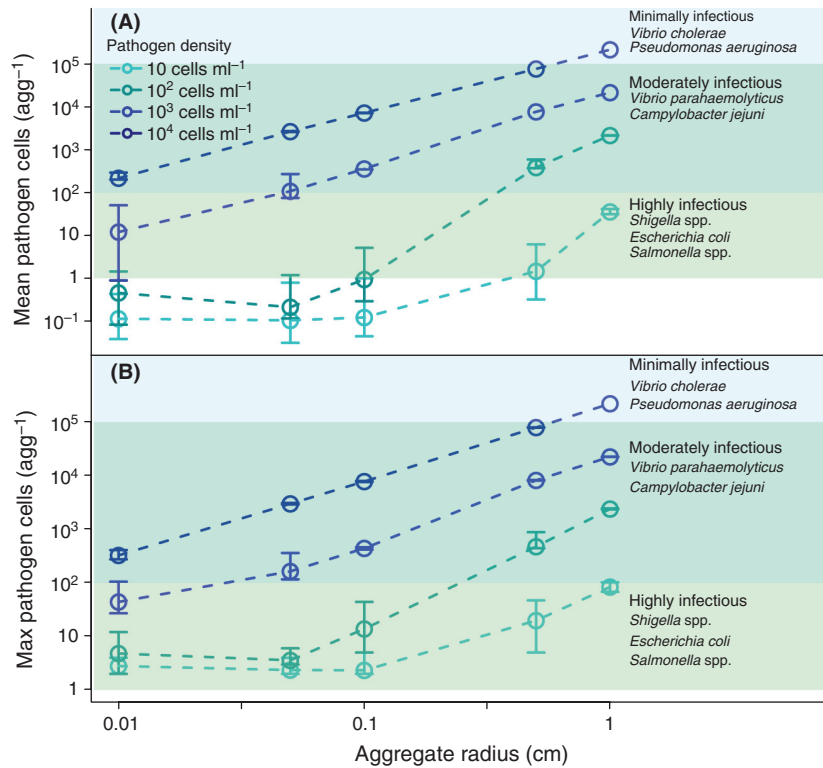 (A)
Pathogen density
10 cells ml⁻¹
10² cells ml⁻¹
10³ cells ml⁻¹
10⁴ cells ml⁻¹
Minimally infectious
Vibrio cholerae
Pseudomonas aeruginosa
Moderately infectious
Vibrio parahaemolyticus
Campylobacter jejuni
Highly infectious
Shigella spp.
Escherichia coli
Salmonella spp.
Mean pathogen cells (agg⁻¹)
10⁵
10⁴
10³
10²
10
1
10⁻¹
(B)
Minimally infectious
Vibrio cholerae
Pseudomonas aeruginosa
Moderately infectious
Vibrio parahaemolyticus
Campylobacter jejuni
Highly infectious
Shigella spp.
Escherichia coli
Salmonella spp.
Max pathogen cells (agg⁻¹)
10⁵
10⁴
10³
10²
10
1
0.01
0.1
1
Aggregate radius (cm)